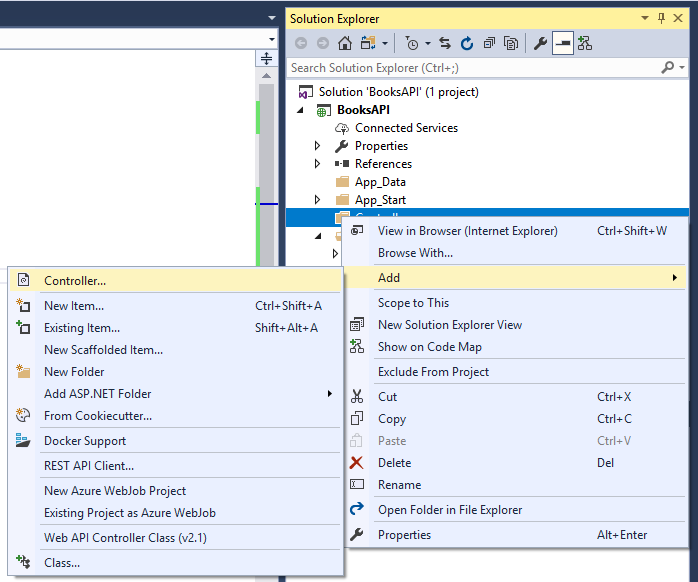 Solution Explorer
Search Solution Explorer (Ctrl+;)
Solution 'BooksAPI' (1 project)
BooksAPI
Connected Services
Properties
References
App_Data
App_Start
View in Browser (Internet Explorer) Ctrl+Shift+W
Browse With...
Add
Scope to This
New Solution Explorer View
Show on Code Map
Exclude From Project
Cut Ctrl+X
Copy Ctrl+C
Paste Ctrl+V
Delete Del
Rename
Open Folder in File Explorer
Properties Alt+Enter
Controller...
New Item... Ctrl+Shift+A
Existing Item... Shift+Alt+A
New Scaffolded Item...
New Folder
Add ASP.NET Folder
From Cookiecutter...
Docker Support
REST API Client...
New Azure WebJob Project
Existing Project as Azure WebJob
Web API Controller Class (v2.1)
Class...